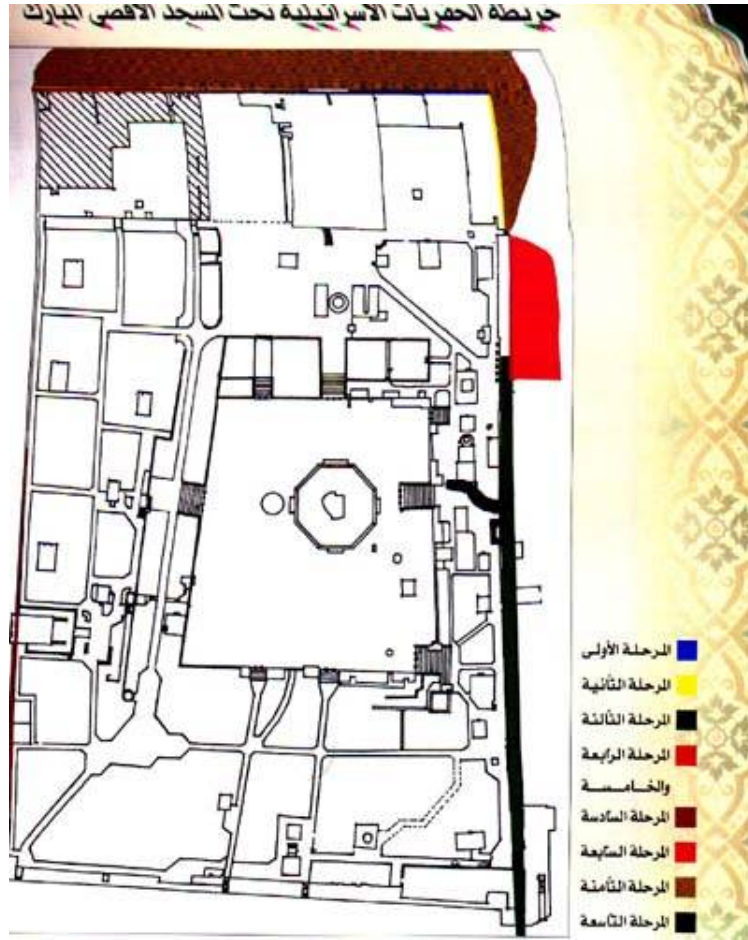 خريطة الحفريات الاسرائيلية تحت المسجد الاقصى المبارك
المرحلة الأولى
المرحلة الثانية
المرحلة الثالثة
المرحلة الرابعة
والخامسة
المرحلة السادسة
المرحلة السابعة
المرحلة الثامنة
المرحلة التاسعة